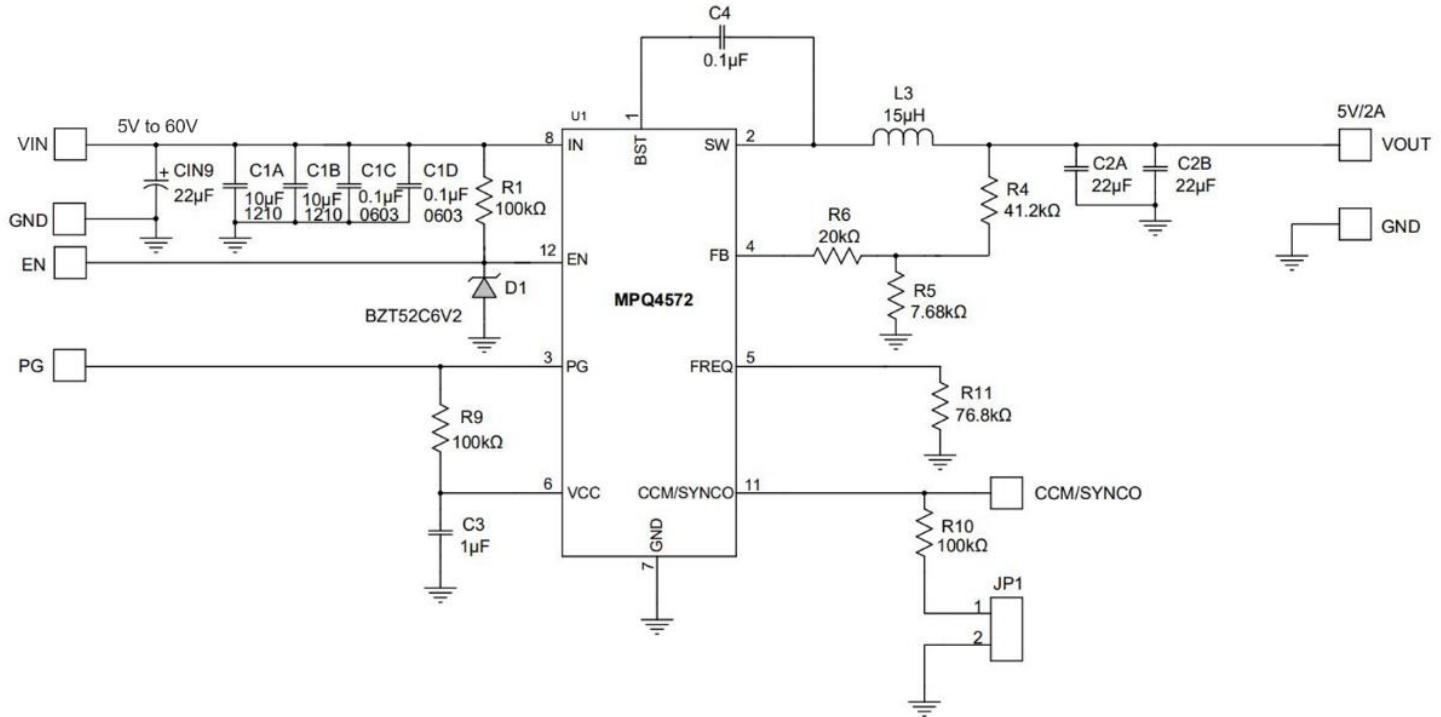 C4
0.1µF
L3
15µH
5V/2A
VOUT
GND
VIN
5V to 60V
GND
EN
PG
CIN9
+
22µF
C1A
10µF
1210
C1B
10µF
1210
C1C
0.1µF
0603
C1D
0.1µF
0603
R1
100kΩ
D1
BZT52C6V2
R9
100kΩ
C3
1µF
U1
MPQ4572
1
BST
8
IN
12
EN
3
PG
6
VCC
7
GND
2
SW
4
FB
5
FREQ
11
CCM/SYNCO
R6
20kΩ
R4
41.2kΩ
R5
7.68kΩ
C2A
22µF
C2B
22µF
R11
76.8kΩ
CCM/SYNCO
R10
100kΩ
JP1
1
2